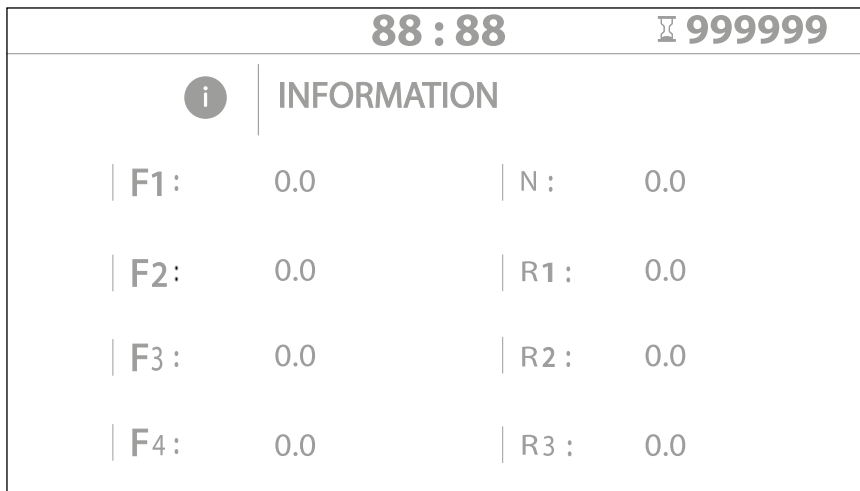 88 : 88 999999
i INFORMATION
F1 : 0.0 N : 0.0
F2 : 0.0 R1 : 0.0
F3 : 0.0 R2 : 0.0
F4 : 0.0 R3 : 0.0